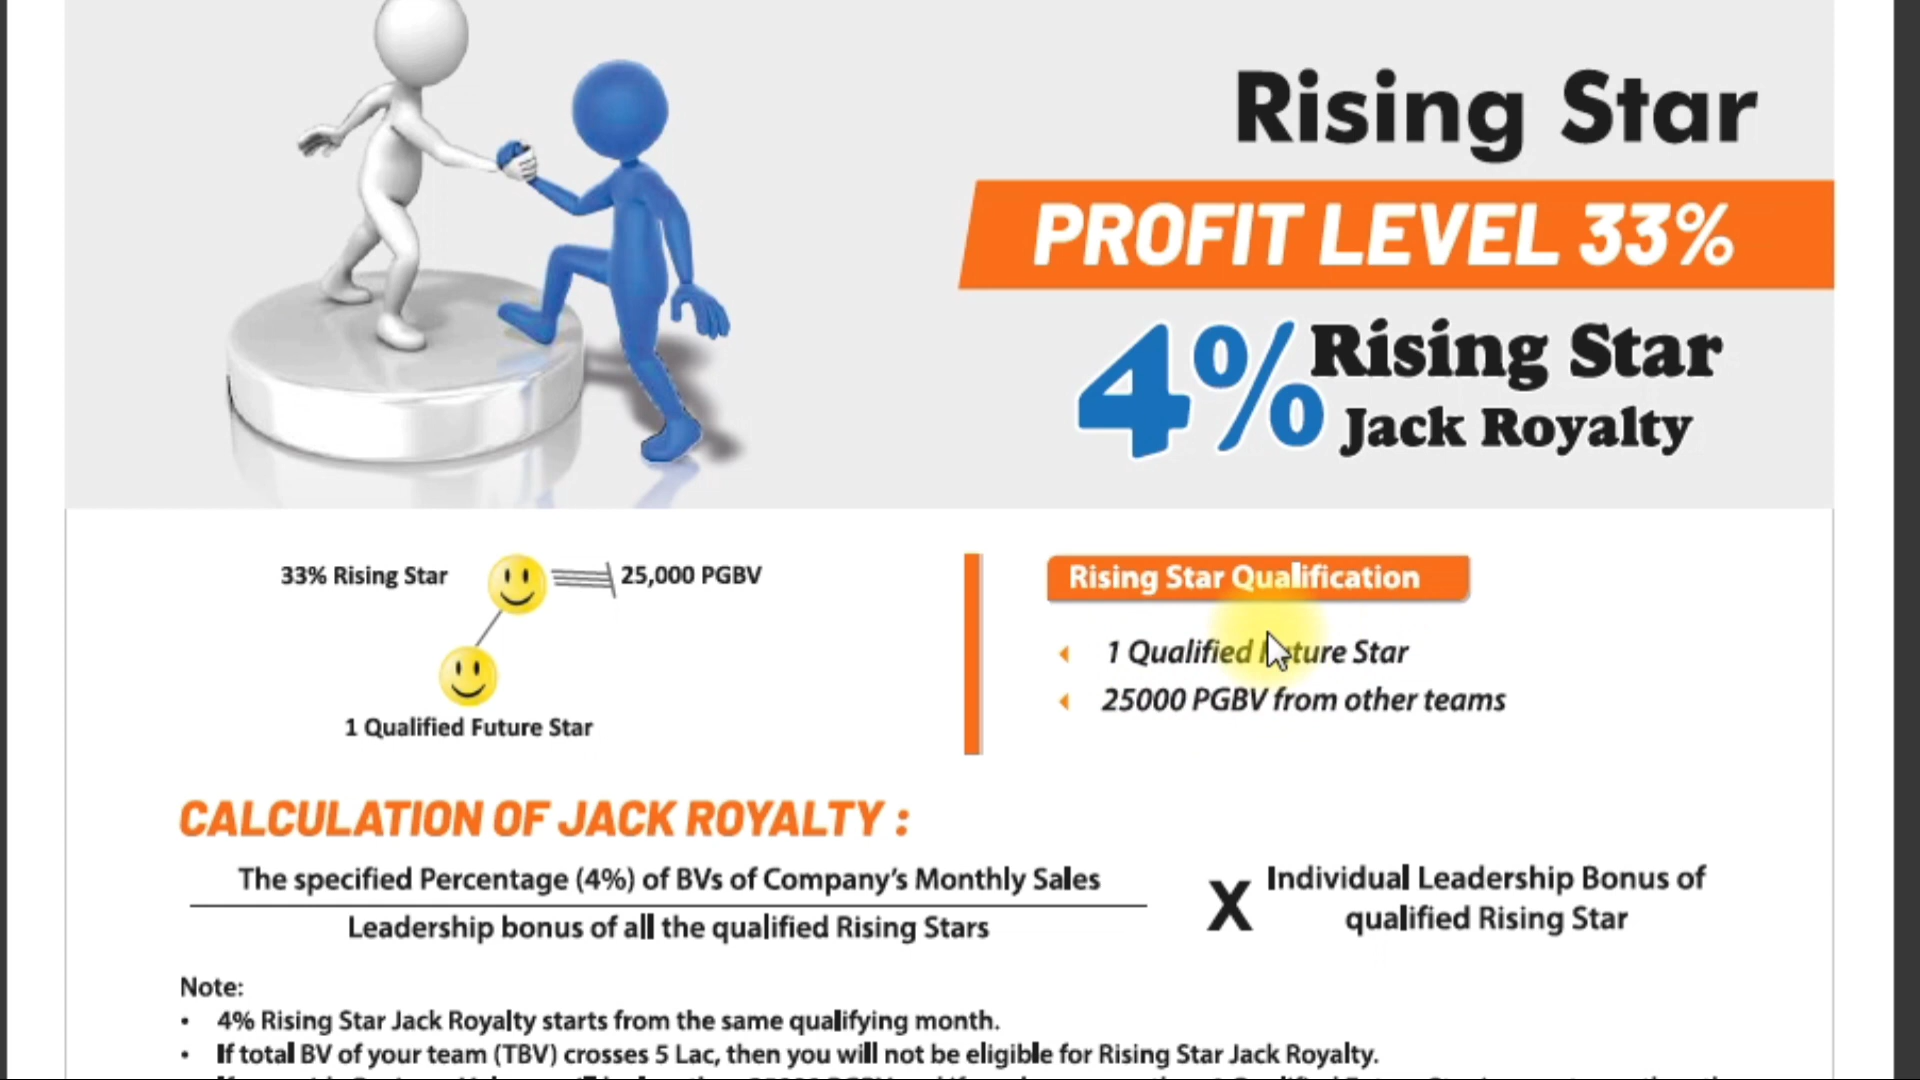 Rising Star
PROFIT LEVEL 33%
4% Rising Star
Jack Royalty
33% Rising Star
25,000 PGBV
1 Qualified Future Star
Rising Star Qualification
1 Qualified Future Star
25000 PGBV from other teams
CALCULATION OF JACK ROYALTY :
The specified Percentage (4%) of BVs of Company's Monthly Sales
Leadership bonus of all the qualified Rising Stars
X
Individual Leadership Bonus of
qualified Rising Star
Note:
• 4% Rising Star Jack Royalty starts from the same qualifying month.
• If total BV of your team (TBV) crosses 5 Lac, then you will not be eligible for Rising Star Jack Royalty.